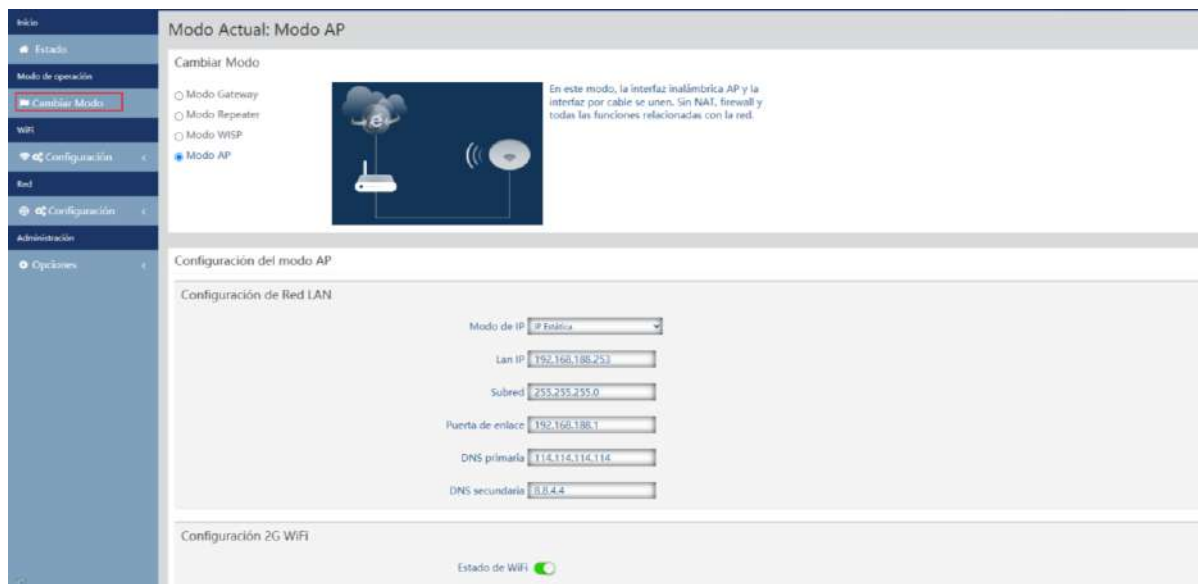 Inicio
Estado
Modo de operación
Cambiar Modo
WiFi
Configuración
Red
Configuración
Administración
Opciones
Modo Actual: Modo AP
Cambiar Modo
Modo Gateway
Modo Repeater
Modo WISP
Modo AP
e
En este modo, la interfaz inalámbrica AP y la
interfaz por cable se unen. Sin NAT, firewall y
todas las funciones relacionadas con la red.
Configuración del modo AP
Configuración de Red LAN
Modo de IP IP Estática
Lan IP 192.168.188.253
Subred 255.255.255.0
Puerta de enlace 192.168.188.1
DNS primaria 114.114.114.114
DNS secundaria 8.8.4.4
Configuración 2G WiFi
Estado de WiFi